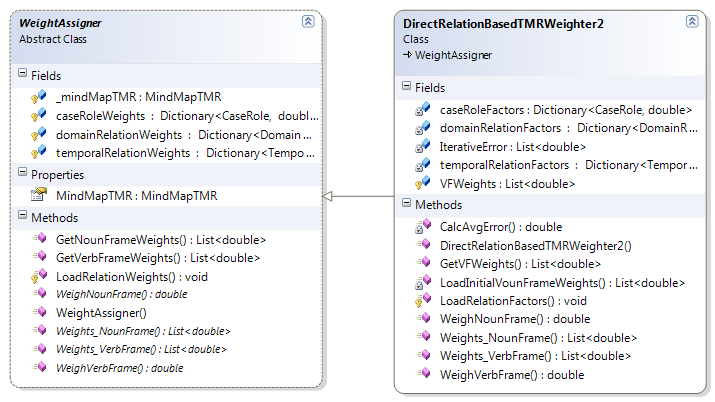 WeightAssigner
Abstract Class
Fields
_mindMapTMR : MindMapTMR
caseRoleWeights : Dictionary<CaseRole, double...
domainRelationWeights : Dictionary<Domain...
temporalRelationWeights : Dictionary<Tempo...
Properties
MindMapTMR : MindMapTMR
Methods
GetNounFrameWeights() : List<double>
GetVerbFrameWeights() : List<double>
LoadRelationWeights() : void
WeighNounFrame() : double
WeightAssigner()
Weights_NounFrame() : List<double>
Weights_VerbFrame() : List<double>
WeighVerbFrame() : double
DirectRelationBasedTMRWeighter2
Class
WeightAssigner
Fields
caseRoleFactors : Dictionary<CaseRole, double>
domainRelationFactors : Dictionary<DomainR...
IterativeError : List<double>
temporalRelationFactors : Dictionary<Tempor...
VFWeights : List<double>
Methods
CalcAvgError() : double
DirectRelationBasedTMRWeighter2()
GetVFWeights() : List<double>
LoadInitialVounFrameWeights() : List<double>
LoadRelationFactors() : void
WeighNounFrame() : double
Weights_NounFrame() : List<double>
Weights_VerbFrame() : List<double>
WeighVerbFrame() : double